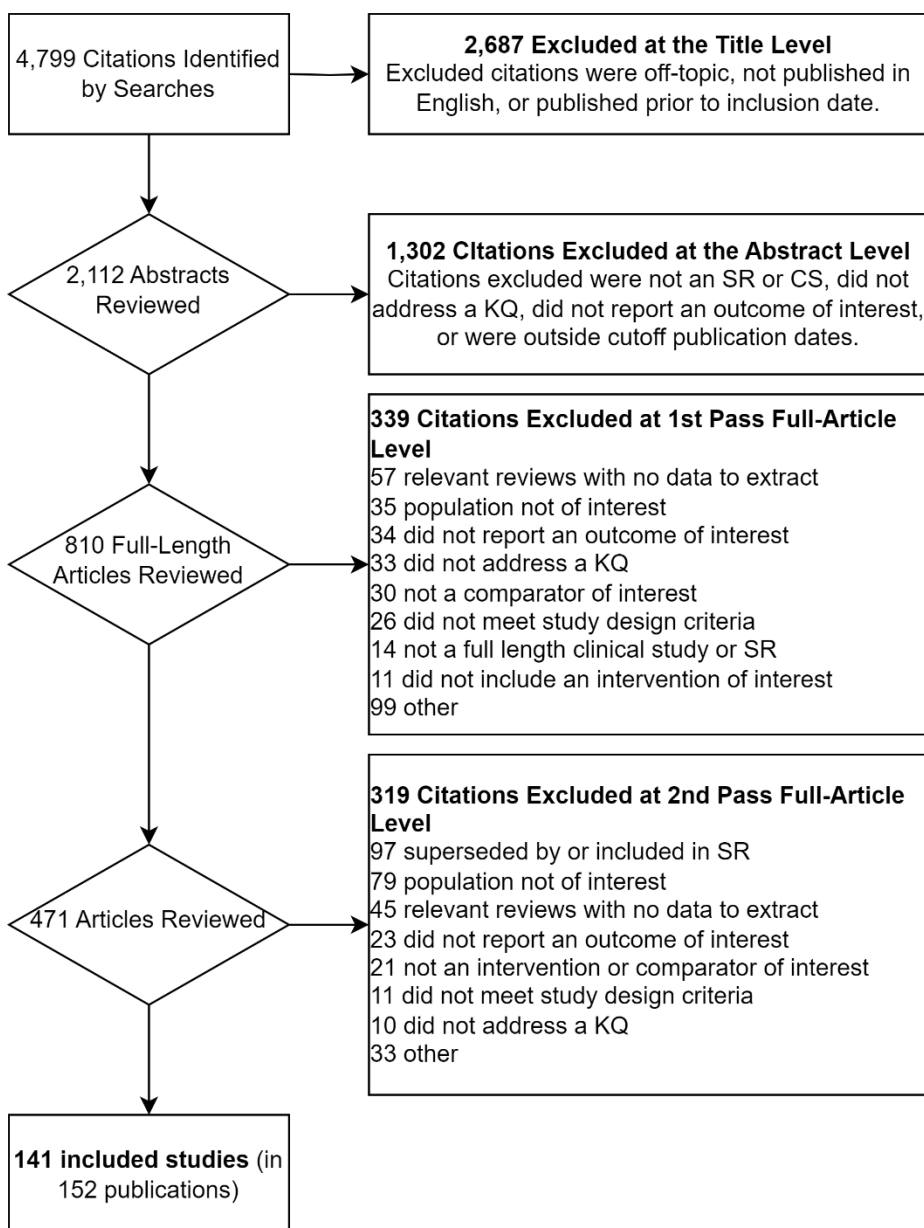 4,799 Citations Identified
by Searches
2,687 Excluded at the Title Level
Excluded citations were off-topic, not published in
English, or published prior to inclusion date.
2,112 Abstracts
Reviewed
1,302 CItations Excluded at the Abstract Level
Citations excluded were not an SR or CS, did not
address a KQ, did not report an outcome of interest,
or were outside cutoff publication dates.
810 Full-Length
Articles Reviewed
339 Citations Excluded at 1st Pass Full-Article
Level
57 relevant reviews with no data to extract
35 population not of interest
34 did not report an outcome of interest
33 did not address a KQ
30 not a comparator of interest
26 did not meet study design criteria
14 not a full length clinical study or SR
11 did not include an intervention of interest
99 other
471 Articles Reviewed
319 Citations Excluded at 2nd Pass Full-Article
Level
97 superseded by or included in SR
79 population not of interest
45 relevant reviews with no data to extract
23 did not report an outcome of interest
21 not an intervention or comparator of interest
11 did not meet study design criteria
10 did not address a KQ
33 other
141 included studies (in
152 publications)